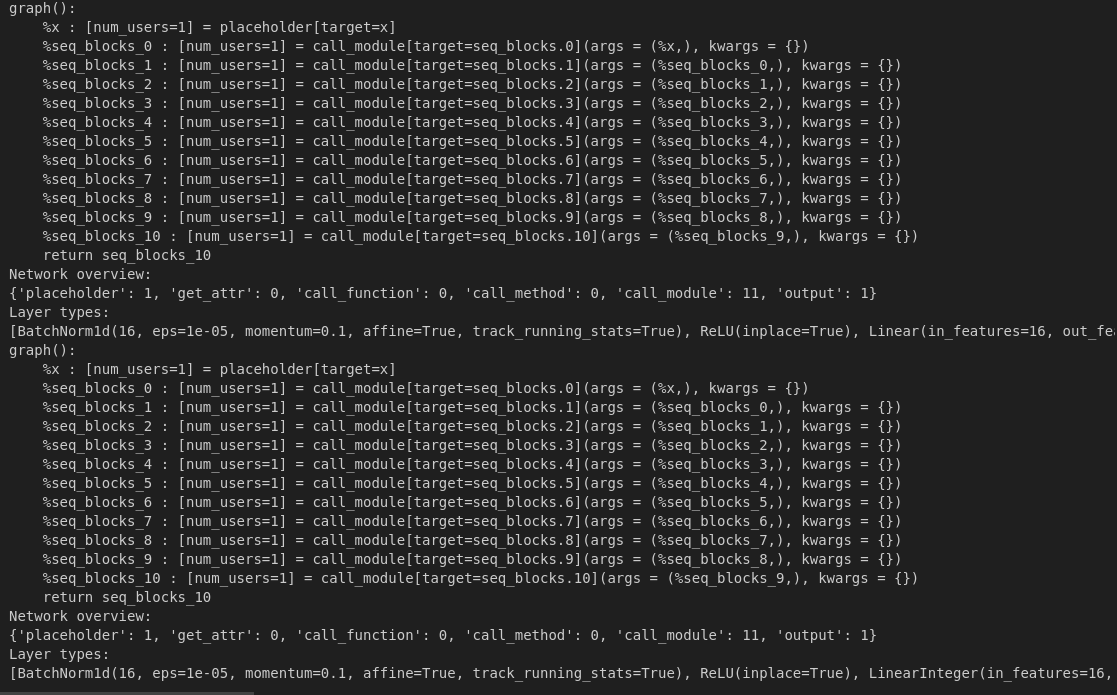 graph():
    %x : [num_users=1] = placeholder[target=x]
    %seq_blocks_0 : [num_users=1] = call_module[target=seq_blocks.0](args = (%x,), kwargs = {})
    %seq_blocks_1 : [num_users=1] = call_module[target=seq_blocks.1](args = (%seq_blocks_0,), kwargs = {})
    %seq_blocks_2 : [num_users=1] = call_module[target=seq_blocks.2](args = (%seq_blocks_1,), kwargs = {})
    %seq_blocks_3 : [num_users=1] = call_module[target=seq_blocks.3](args = (%seq_blocks_2,), kwargs = {})
    %seq_blocks_4 : [num_users=1] = call_module[target=seq_blocks.4](args = (%seq_blocks_3,), kwargs = {})
    %seq_blocks_5 : [num_users=1] = call_module[target=seq_blocks.5](args = (%seq_blocks_4,), kwargs = {})
    %seq_blocks_6 : [num_users=1] = call_module[target=seq_blocks.6](args = (%seq_blocks_5,), kwargs = {})
    %seq_blocks_7 : [num_users=1] = call_module[target=seq_blocks.7](args = (%seq_blocks_6,), kwargs = {})
    %seq_blocks_8 : [num_users=1] = call_module[target=seq_blocks.8](args = (%seq_blocks_7,), kwargs = {})
    %seq_blocks_9 : [num_users=1] = call_module[target=seq_blocks.9](args = (%seq_blocks_8,), kwargs = {})
    %seq_blocks_10 : [num_users=1] = call_module[target=seq_blocks.10](args = (%seq_blocks_9,), kwargs = {})
    return seq_blocks_10
Network overview:
{'placeholder': 1, 'get_attr': 0, 'call_function': 0, 'call_method': 0, 'call_module': 11, 'output': 1}
Layer types:
[BatchNorm1d(16, eps=1e-05, momentum=0.1, affine=True, track_running_stats=True), ReLU(inplace=True), Linear(in_features=16, out_fea
graph():
    %x : [num_users=1] = placeholder[target=x]
    %seq_blocks_0 : [num_users=1] = call_module[target=seq_blocks.0](args = (%x,), kwargs = {})
    %seq_blocks_1 : [num_users=1] = call_module[target=seq_blocks.1](args = (%seq_blocks_0,), kwargs = {})
    %seq_blocks_2 : [num_users=1] = call_module[target=seq_blocks.2](args = (%seq_blocks_1,), kwargs = {})
    %seq_blocks_3 : [num_users=1] = call_module[target=seq_blocks.3](args = (%seq_blocks_2,), kwargs = {})
    %seq_blocks_4 : [num_users=1] = call_module[target=seq_blocks.4](args = (%seq_blocks_3,), kwargs = {})
    %seq_blocks_5 : [num_users=1] = call_module[target=seq_blocks.5](args = (%seq_blocks_4,), kwargs = {})
    %seq_blocks_6 : [num_users=1] = call_module[target=seq_blocks.6](args = (%seq_blocks_5,), kwargs = {})
    %seq_blocks_7 : [num_users=1] = call_module[target=seq_blocks.7](args = (%seq_blocks_6,), kwargs = {})
    %seq_blocks_8 : [num_users=1] = call_module[target=seq_blocks.8](args = (%seq_blocks_7,), kwargs = {})
    %seq_blocks_9 : [num_users=1] = call_module[target=seq_blocks.9](args = (%seq_blocks_8,), kwargs = {})
    %seq_blocks_10 : [num_users=1] = call_module[target=seq_blocks.10](args = (%seq_blocks_9,), kwargs = {})
    return seq_blocks_10
Network overview:
{'placeholder': 1, 'get_attr': 0, 'call_function': 0, 'call_method': 0, 'call_module': 11, 'output': 1}
Layer types:
[BatchNorm1d(16, eps=1e-05, momentum=0.1, affine=True, track_running_stats=True), ReLU(inplace=True), LinearInteger(in_features=16,